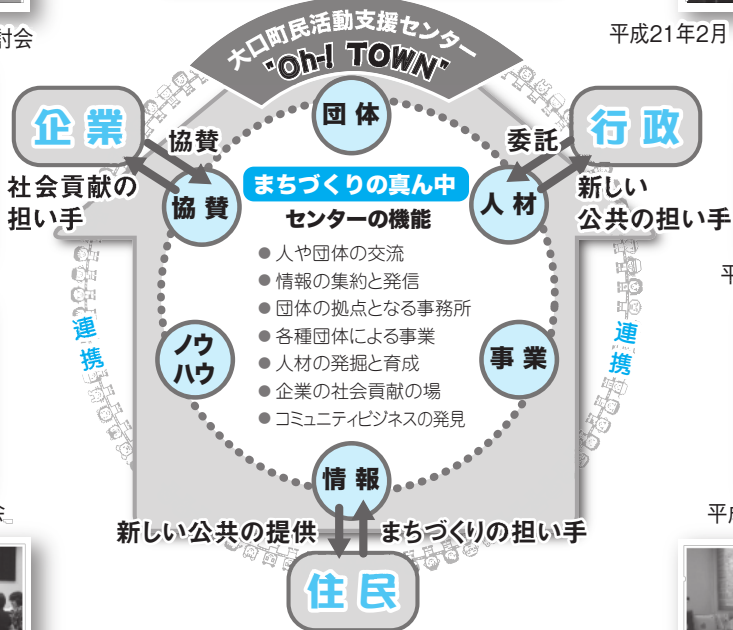 討会
平成21年2月
大口町民活動支援センター
"Oh-! TOWN"
団体
企業
協賛
社会貢献の
担い手
協賛
行政
委託
新しい
公共の担い手
人材
まちづくりの真ん中
センターの機能
●人や団体の交流
●情報の集約と発信
●団体の拠点となる事務所
●各種団体による事業
●人材の発掘と育成
●企業の社会貢献の場
●コミュニティビジネスの発見
連携
連携
ノウ
ハウ
事業
情報
新しい公共の提供
まちづくりの担い手
住民
平成